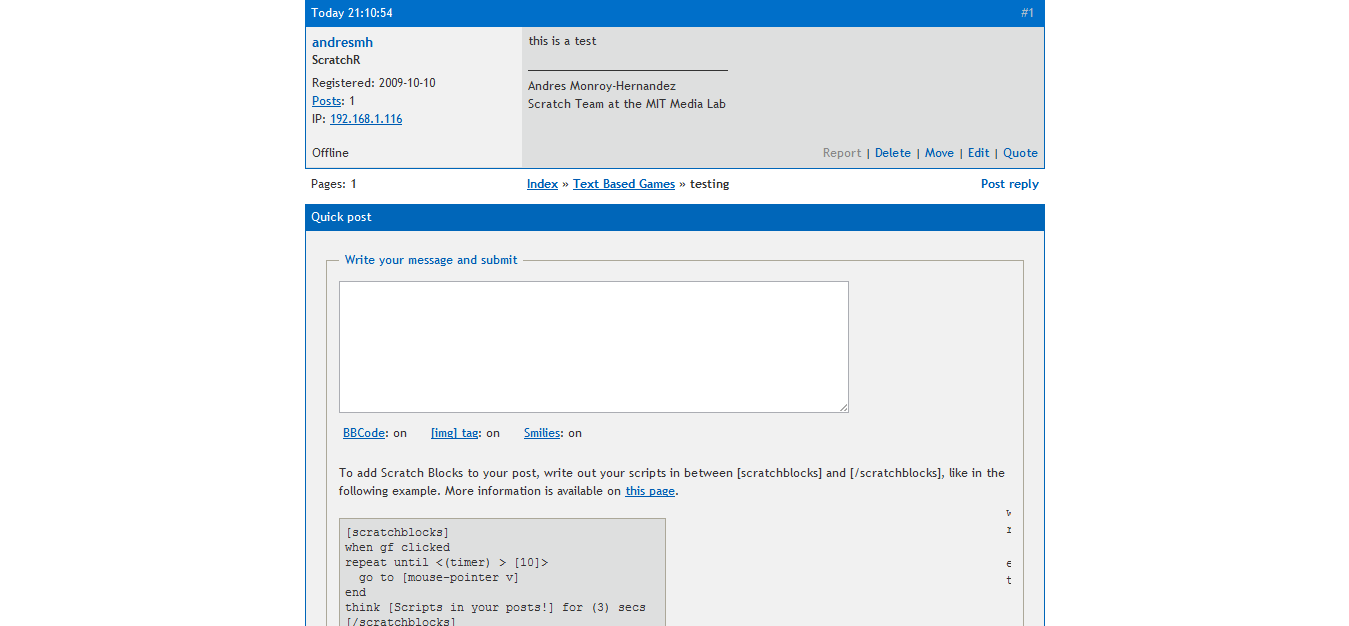 Today 21:10:54 #1
andresmh
ScratchR
Registered: 2009-10-10
Posts: 1
IP: 192.168.1.116
Offline
this is a test
Andres Monroy-Hernandez
Scratch Team at the MIT Media Lab
Report | Delete | Move | Edit | Quote
Pages: 1 Index » Text Based Games » testing Post reply
Quick post
Write your message and submit
BBCode: on [img] tag: on Smilies: on
To add Scratch Blocks to your post, write out your scripts in between [scratchblocks] and [/scratchblocks], like in the
following example. More information is available on this page.
[scratchblocks]
when gf clicked
repeat until <(timer) > [10]>
go to [mouse-pointer v]
end
think [Scripts in your posts!] for (3) secs
[/scratchblocks]